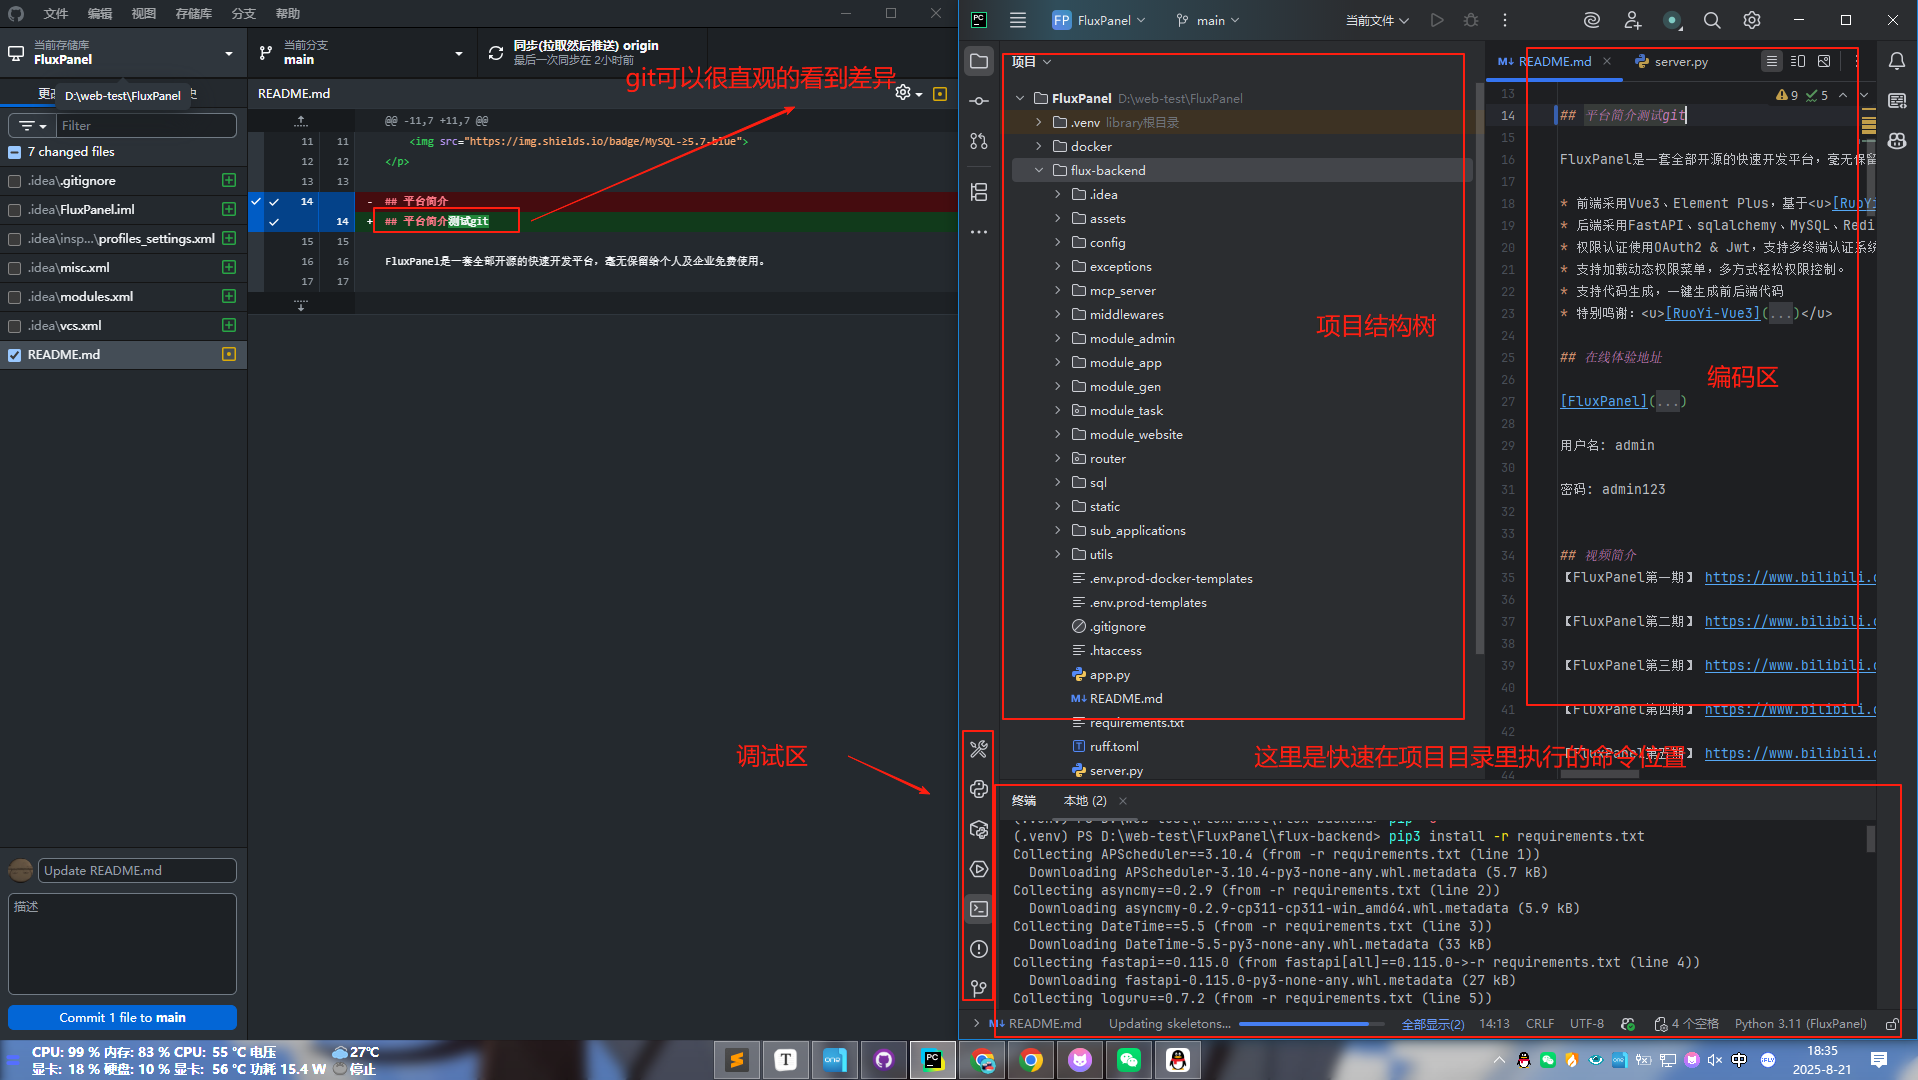 文件 编辑 视图 存储库 分支 帮助
当前存储库
FluxPanel
当前分支
main
同步(拉取然后推送) origin
最后一次同步在 2小时前
git可以很直观的看到差异
D:\web-test\FluxPanel
Filter
7 changed files
.idea\.gitignore
.idea\FluxPanel.iml
.idea\insp...\profiles_settings.xml
.idea\misc.xml
.idea\modules.xml
.idea\vcs.xml
README.md
README.md
@@ -11,7 +11,7 @@
11 11 <img src="https://img.shields.io/badge/MySQL-≥5.7-blue">
12 12 </p>
13 13
14 - ## 平台简介
14 + ## 平台简介测试git
15 15
16 16 FluxPanel是一套全部开源的快速开发平台，毫无保留给个人及企业免费使用。
17 17
调试区
Update README.md
描述
Commit 1 file to main
FP FluxPanel main 当前文件
项目
FluxPanel D:\web-test\FluxPanel
.venv library根目录
docker
flux-backend
.idea
assets
config
exceptions
mcp_server
middlewares
module_admin
module_app
module_gen
module_task
module_website
router
sql
static
sub_applications
utils
.env.prod-docker-templates
.env.prod-templates
.gitignore
.htaccess
app.py
README.md
requirements.txt
ruff.toml
server.py
项目结构树
README.md server.py
9 5
13
14 ## 平台简介测试git
15
16 FluxPanel是一套全部开源的快速开发平台，毫无保留
17
18 * 前端采用Vue3、Element Plus，基于<u>[RuoYi
19 * 后端采用FastAPI、sqlalchemy、MySQL、Redi
20 * 权限认证使用OAuth2 & Jwt，支持多终端认证系统
21 * 支持加载动态权限菜单，多方式轻松权限控制。
22 * 支持代码生成，一键生成前后端代码
23 * 特别鸣谢：<u>[RuoYi-Vue3](...)</u>
24
25 ## 在线体验地址
26
27 [FluxPanel](...)
28
29 用户名: admin
30
31 密码: admin123
32
33
34 ## 视频简介
35 【FluxPanel第一期】 https://www.bilibili.c
36
37 【FluxPanel第二期】 https://www.bilibili.c
38
39 【FluxPanel第三期】 https://www.bilibili.c
40
41 【FluxPanel第四期】 https://www.bilibili.c
42
43 【FluxPanel第五期】 https://www.bilibili.c
44
编码区
这里是快速在项目目录里执行的命令位置
终端 本地 (2)
(.venv) PS D:\web-test\FluxPanel\flux-backend> pip3 install -r requirements.txt
Collecting APScheduler==3.10.4 (from -r requirements.txt (line 1))
Downloading APScheduler-3.10.4-py3-none-any.whl.metadata (5.7 kB)
Collecting asyncmy==0.2.9 (from -r requirements.txt (line 2))
Downloading asyncmy-0.2.9-cp311-cp311-win_amd64.whl.metadata (5.9 kB)
Collecting DateTime==5.5 (from -r requirements.txt (line 3))
Downloading DateTime-5.5-py3-none-any.whl.metadata (33 kB)
Collecting fastapi==0.115.0 (from fastapi[all]==0.115.0->-r requirements.txt (line 4))
Downloading fastapi-0.115.0-py3-none-any.whl.metadata (27 kB)
Collecting loguru==0.7.2 (from -r requirements.txt (line 5))
README.md Updating skeletons... 全部显示(2) 14:13 CRLF UTF-8 4 个空格 Python 3.11 (FluxPanel)
CPU: 99 % 内存: 83 % CPU: 55 °C 电压
显卡: 18 % 硬盘: 10 % 显卡: 56 °C 功耗 15.4 W
27℃
停止
中
18:35
2025-8-21